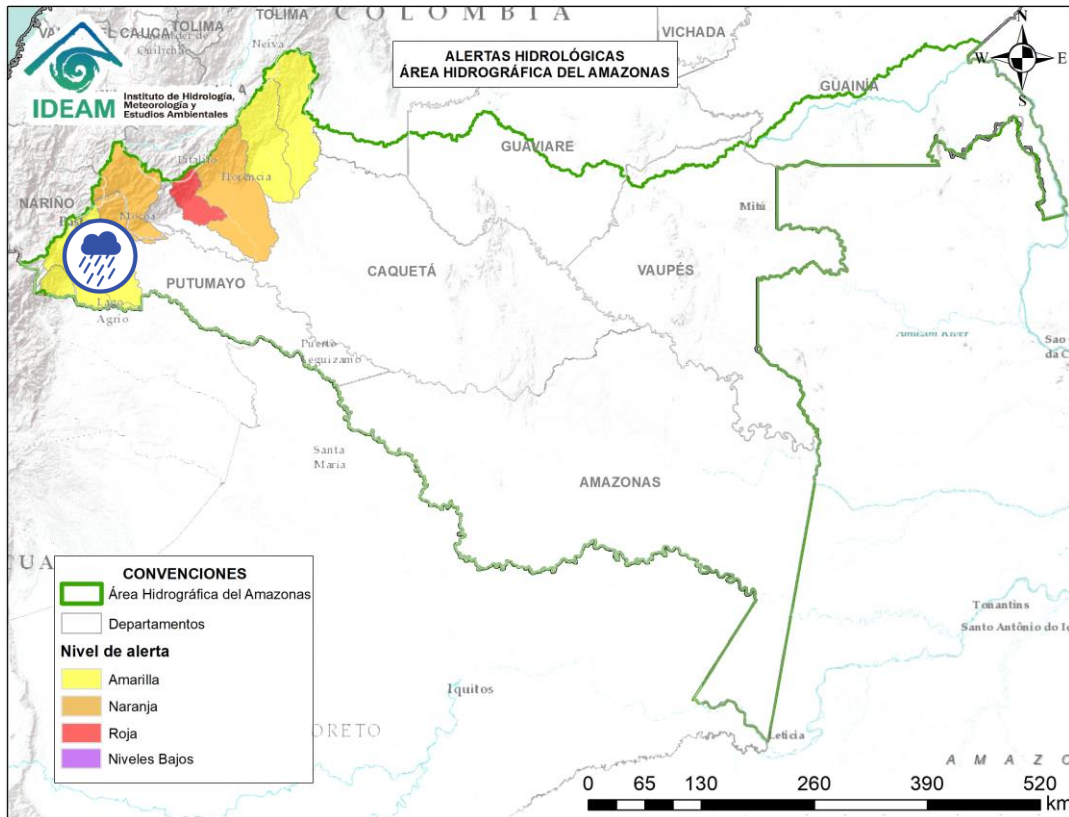 COLOMBIA
TOLIMA
TOLIMA
Neiva
VICHADA
N
W
E
S
ALERTAS HIDROLÓGICAS
ÁREA HIDROGRÁFICA DEL AMAZONAS
IDEAM
Instituto de Hidrología,
Meteorología y
Estudios Ambientales
GUAINÍA
GUAVIARE
Pitalito
Florencia
NARIÑO
Mocoa
Mitú
CAQUETÁ
VAUPÉS
PUTUMAYO
Lago
Agrio
Puerto
Leguizamo
Amazon River
Santa
Maria
AMAZONAS
CONVENCIONES
Área Hidrográfica del Amazonas
Departamentos
Nivel de alerta
Amarilla
Naranja
Roja
Niveles Bajos
Tonantins
Santo Antônio do
Iquitos
ORETO
Leticia
AMAZO
0 65 130 260 390 520
km